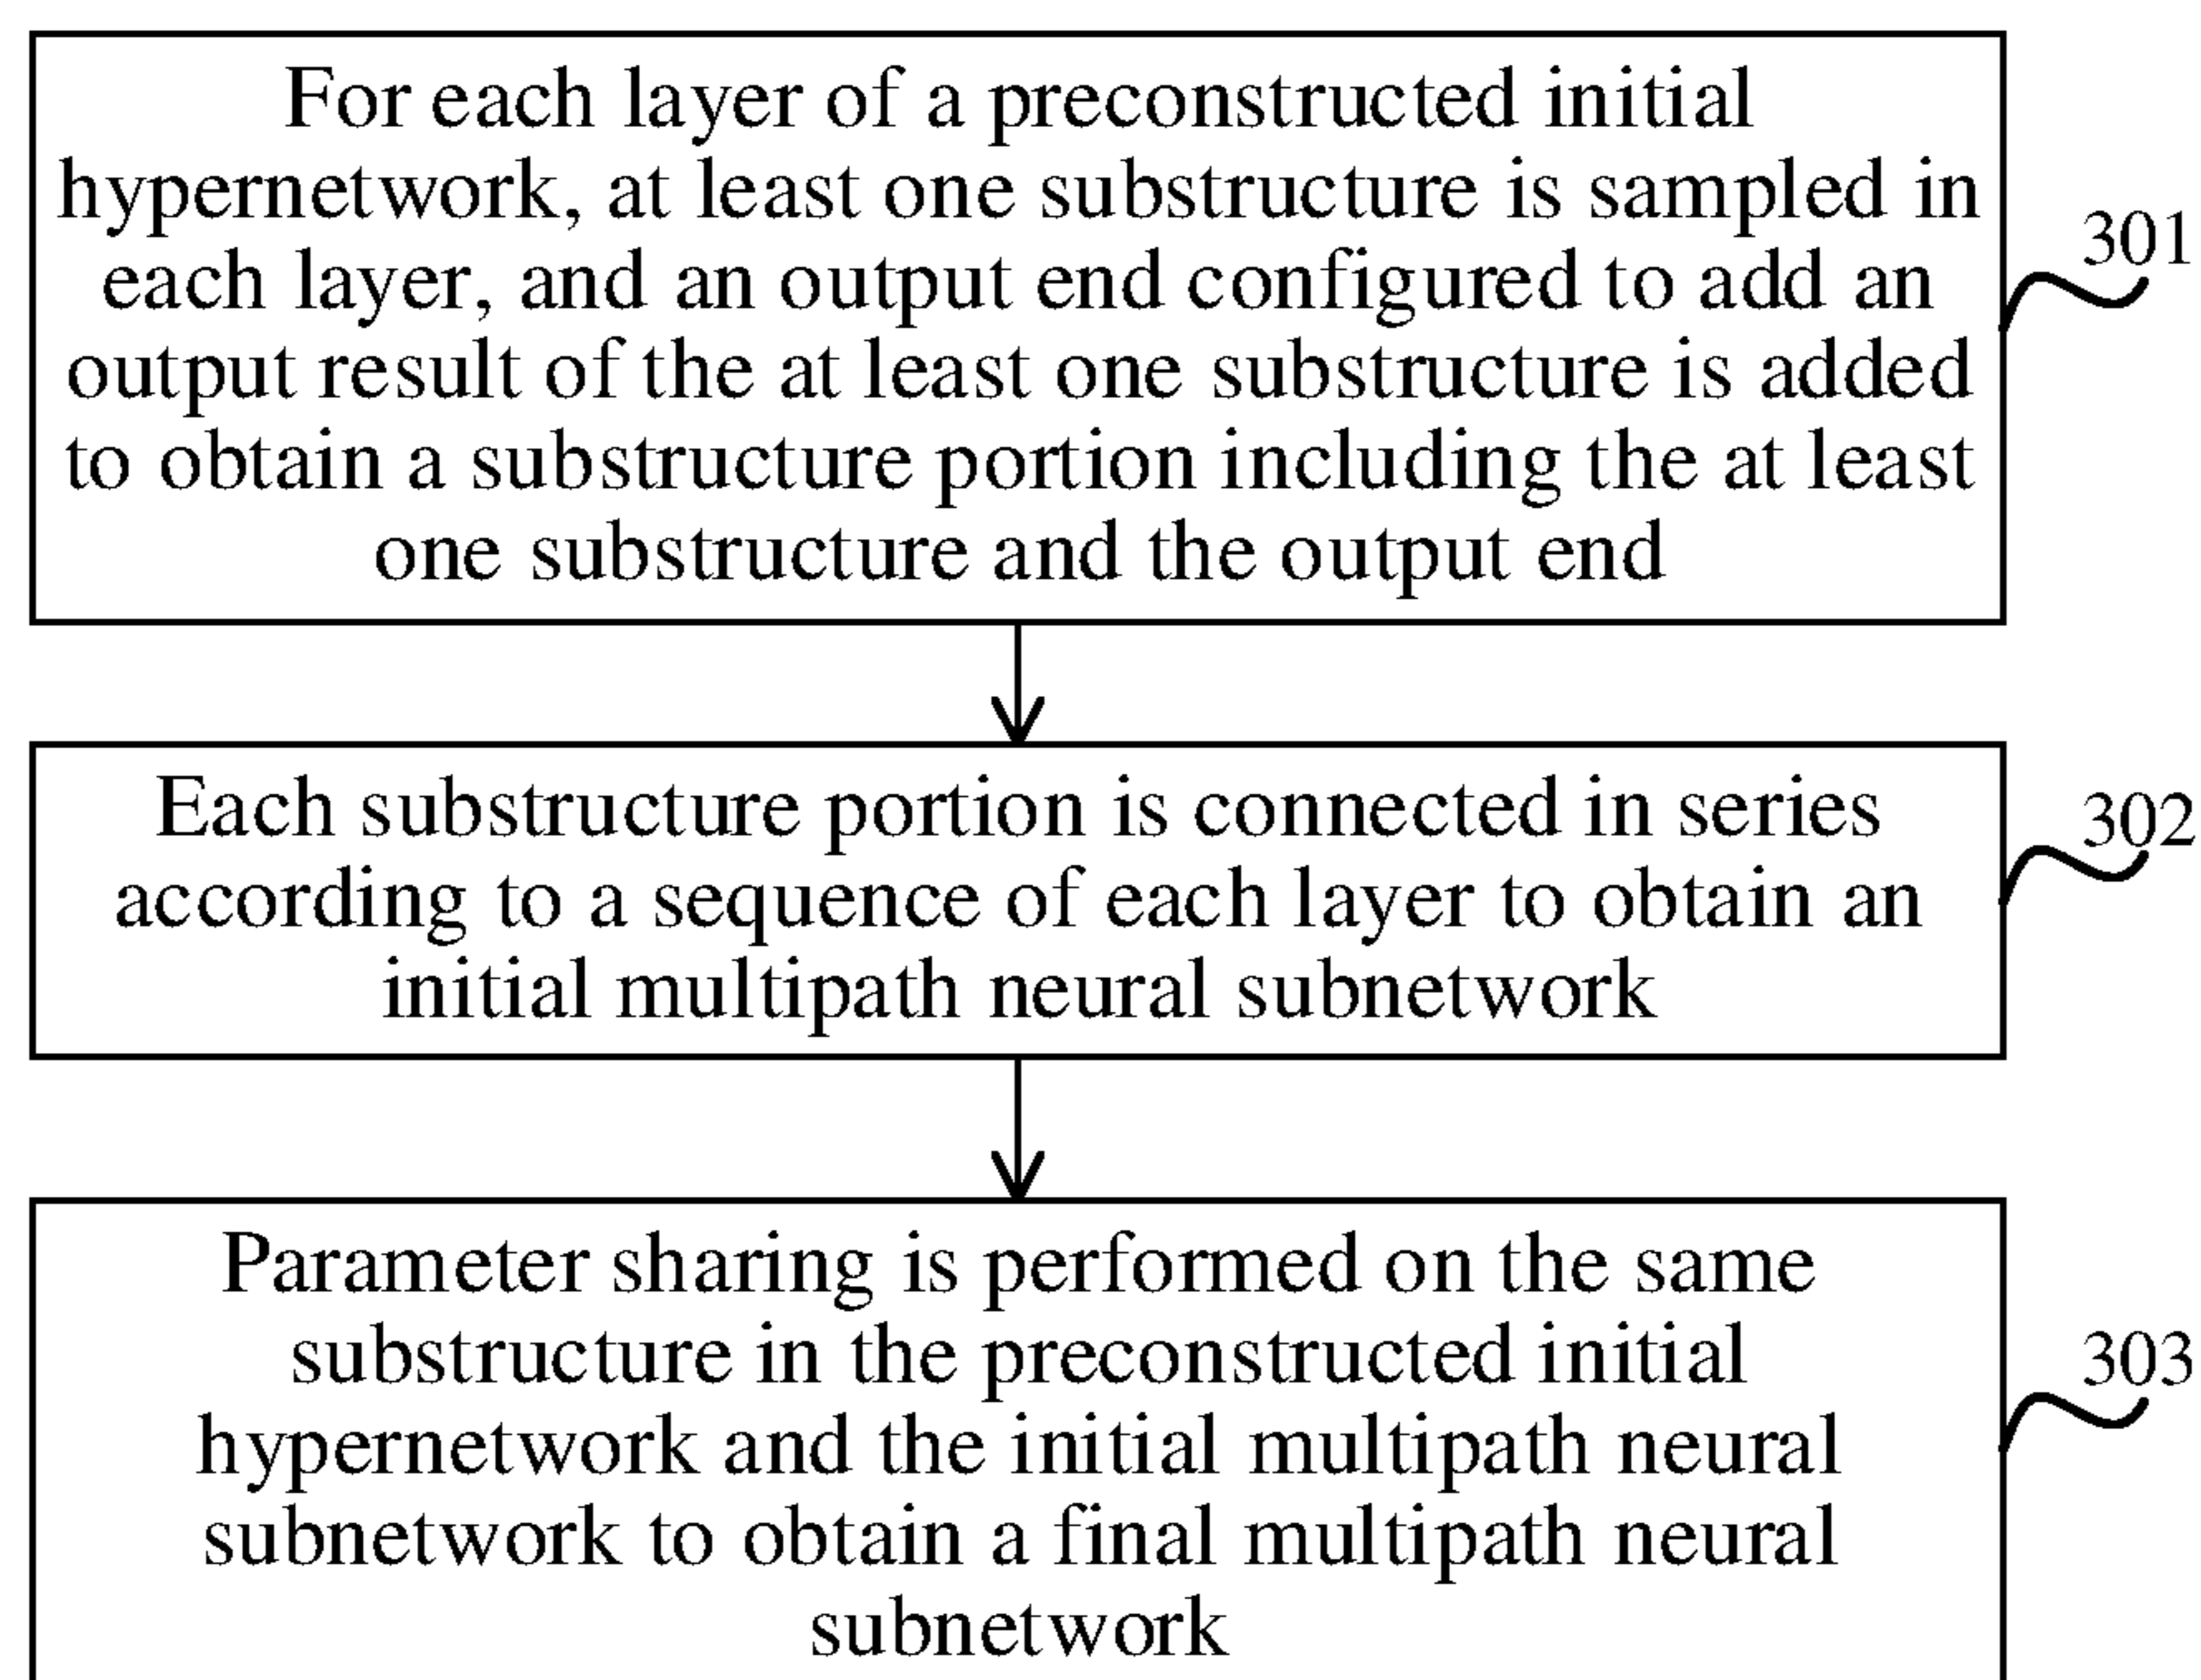 For each layer of a preconstructed initial
hypernetwork, at least one substructure is sampled in
each layer, and an output end configured to add an
output result of the at least one substructure is added
to obtain a substructure portion including the at least
one substructure and the output end
301
Each substructure portion is connected in series
according to a sequence of each layer to obtain an
initial multipath neural subnetwork
302
Parameter sharing is performed on the same
substructure in the preconstructed initial
hypernetwork and the initial multipath neural
subnetwork to obtain a final multipath neural
subnetwork
303